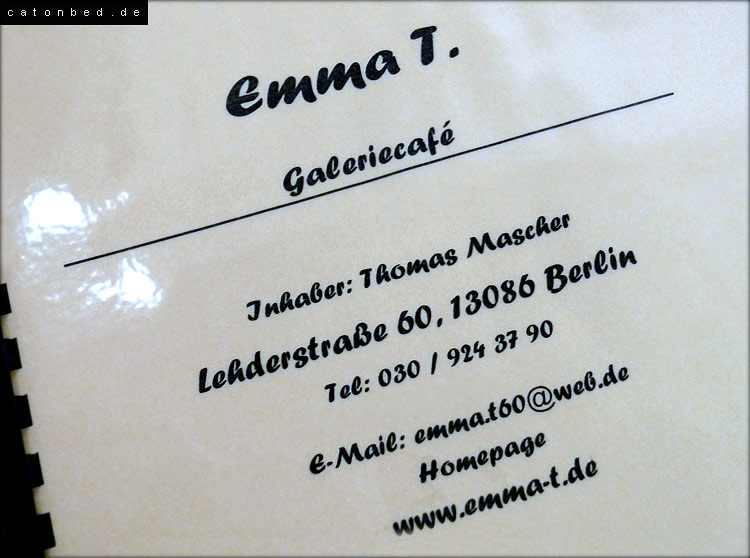 catonbed.de
Emma T.
Galeriecafé
Inhaber: Thomas Mascher
Lehderstraße 60, 13086 Berlin
Tel: 030 / 924 37 90
E-Mail: emma.t60@web.de
Homepage
www.emma-t.de